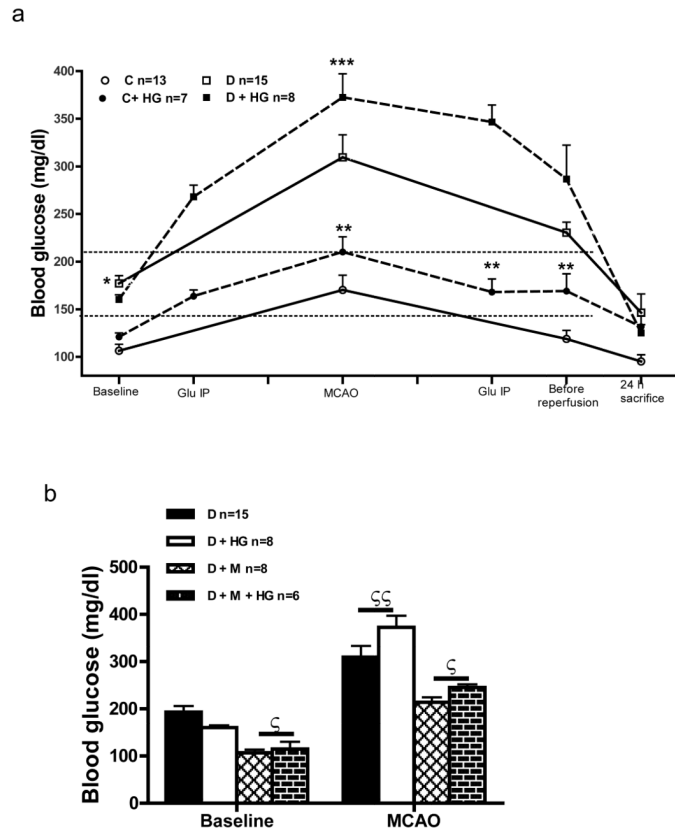 a
C n=13 D n=15
C+ HG n=7 D + HG n=8
***
400
350
300
250
200
150
100
Blood glucose (mg/dl)
*
**
**
**
Baseline
Glu IP
MCAO
Glu IP
Before
reperfusion
24 h
sacrifice
b
D n=15
D + HG n=8
D + M n=8
D + M + HG n=6
500
400
300
200
100
0
Blood glucose (mg/dl)
ς
ςς
ς
Baseline
MCAO